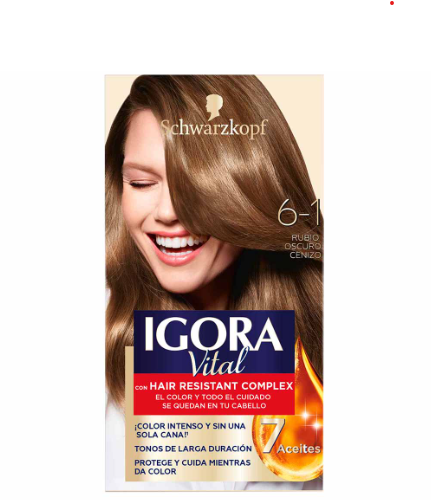 Schwarzkopf
6-1
RUBIO
OSCURO
CENIZO
IGORA
Vital
CON HAIR RESISTANT COMPLEX
EL COLOR Y TODO EL CUIDADO
SE QUEDAN EN TU CABELLO
¡COLOR INTENSO Y SIN UNA
SOLA CANA!¹
TONOS DE LARGA DURACIÓN
PROTEGE Y CUIDA MIENTRAS
DA COLOR
7
Aceites